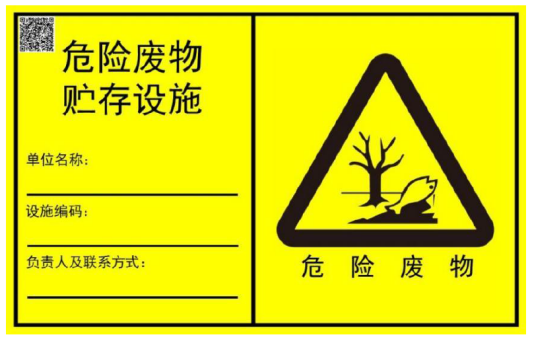 危险废物
贮存设施
单位名称：
设施编码：
负责人及联系方式：
危险废物